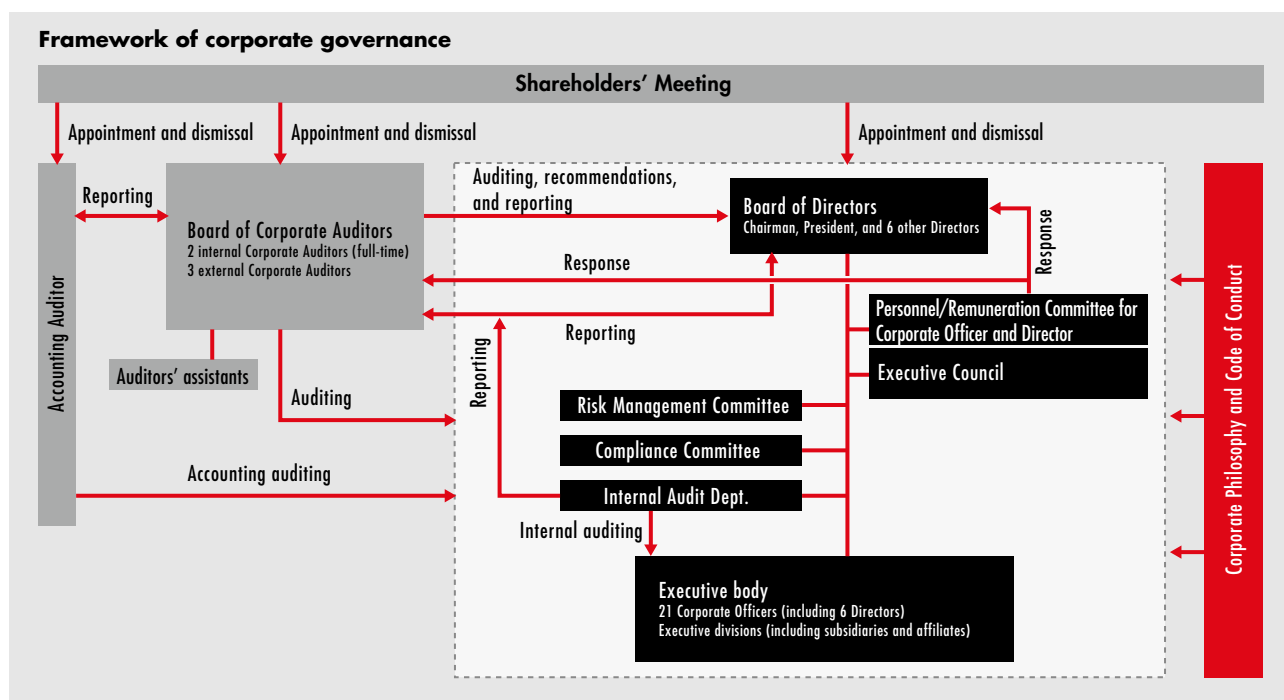 Framework of corporate governance
Shareholders’ Meeting
Appointment and dismissal
Appointment and dismissal
Appointment and dismissal
Accounting Auditor
Reporting
Board of Corporate Auditors
2 internal Corporate Auditors (full-time)
3 external Corporate Auditors
Auditing, recommendations,
and reporting
Board of Directors
Chairman, President, and 6 other Directors
Response
Response
Reporting
Reporting
Auditors’ assistants
Auditing
Accounting auditing
Personnel/Remuneration Committee for
Corporate Officer and Director
Executive Council
Risk Management Committee
Compliance Committee
Internal Audit Dept.
Internal auditing
Executive body
21 Corporate Officers (including 6 Directors)
Executive divisions (including subsidiaries and affiliates)
Corporate Philosophy and Code of Conduct